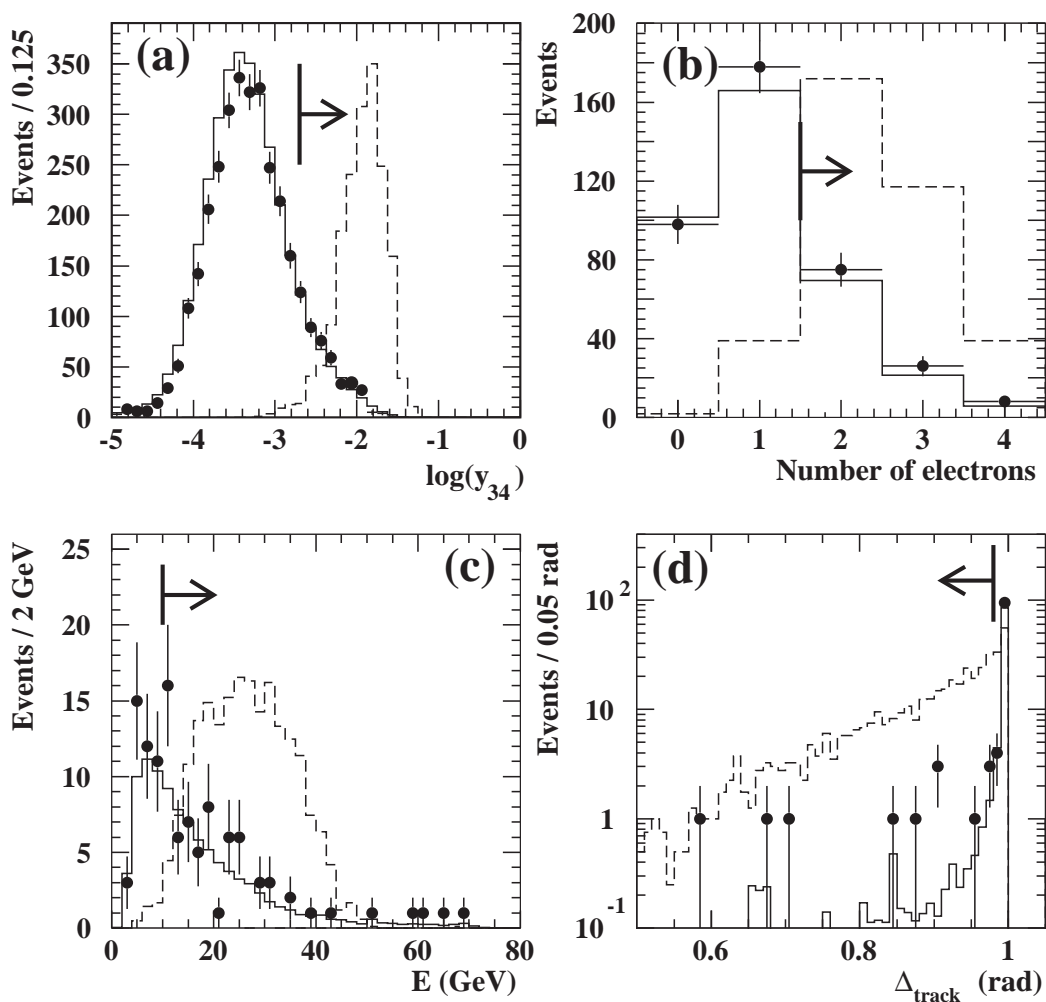 (a)
Events / 0.125
350
300
250
200
150
100
50
0
-5 -4 -3 -2 -1 0
log(y34)
(b)
Events
200
160
120
80
40
0
0 1 2 3 4
Number of electrons
(c)
Events / 2 GeV
25
20
15
10
5
0
0 20 40 60 80
E (GeV)
(d)
Events / 0.05 rad
10 2
10
1
10 -1
0.6 0.8 1
Δtrack (rad)